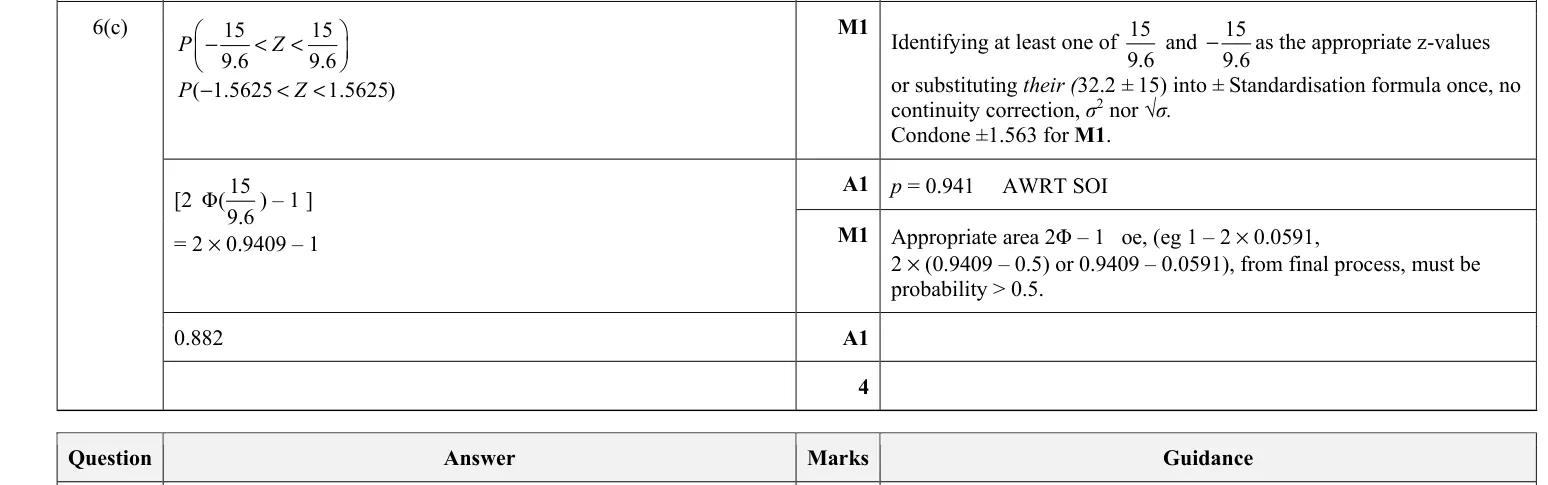 6(c)
P(−15/9.6 < Z < 15/9.6)
P(−1.5625 < Z < 1.5625)
M1
Identifying at least one of 15/9.6 and −15/9.6 as the appropriate z-values
or substituting their (32.2 ± 15) into ± Standardisation formula once, no
continuity correction, σ² nor √σ.
Condone ±1.563 for M1.
[2 Φ(15/9.6) – 1 ]
= 2 × 0.9409 – 1
A1
p = 0.941 AWRT SOI
M1
Appropriate area 2Φ – 1 oe, (eg 1 – 2 × 0.0591,
2 × (0.9409 – 0.5) or 0.9409 – 0.0591), from final process, must be
probability > 0.5.
0.882
A1
4
Question Answer Marks Guidance